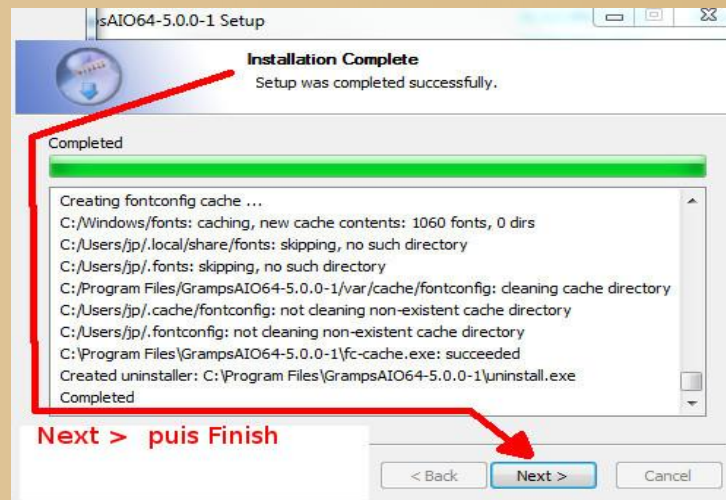 sAIO64-5.0.0-1 Setup
Installation Complete
Setup was completed successfully.
Completed
Creating fontconfig cache ...
C:/Windows/fonts: caching, new cache contents: 1060 fonts, 0 dirs
C:/Users/jp/.local/share/fonts: skipping, no such directory
C:/Users/jp/.fonts: skipping, no such directory
C:/Program Files/GrampsAIO64-5.0.0-1/var/cache/fontconfig: cleaning cache directory
C:/Users/jp/.cache/fontconfig: not cleaning non-existent cache directory
C:/Users/jp/.fontconfig: not cleaning non-existent cache directory
C:\Program Files\GrampsAIO64-5.0.0-1\fc-cache.exe: succeeded
Created uninstaller: C:\Program Files\GrampsAIO64-5.0.0-1\uninstall.exe
Completed
Next > puis Finish
< Back Next > Cancel